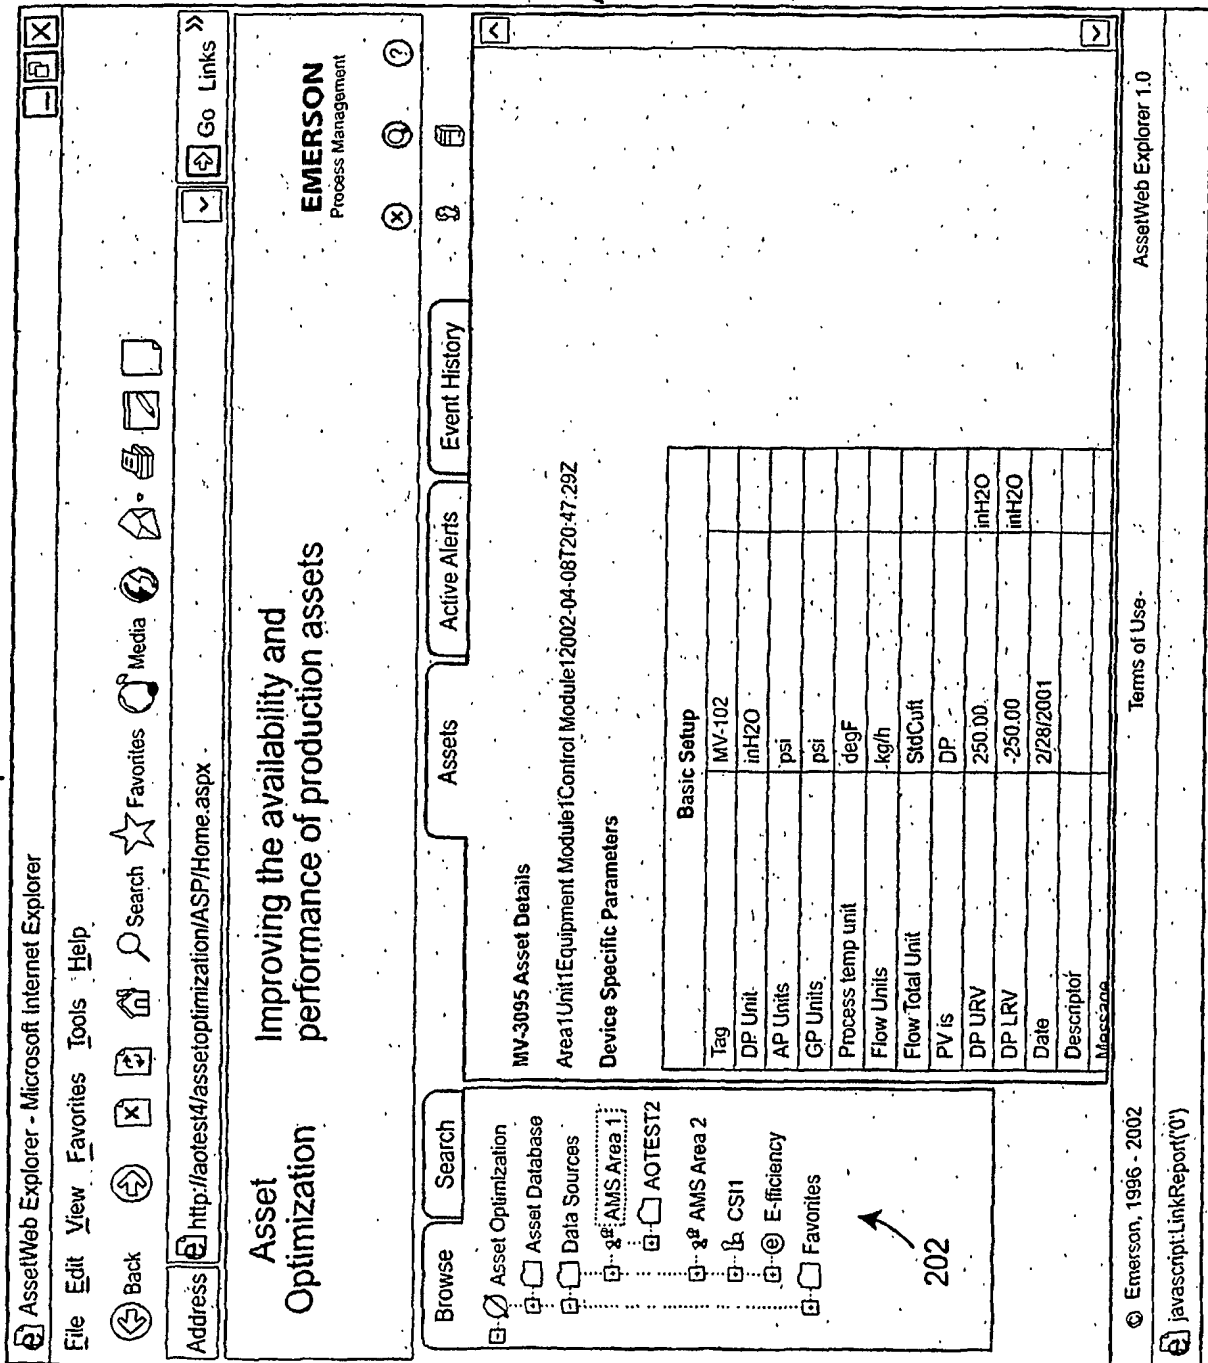 AssetWeb Explorer - Microsoft Internet Explorer
File Edit View Favorites Tools Help
Back Search Favorites Media
Address http://aotest4/assetoptimization/ASP/Home.aspx Go Links »
Asset
Optimization
Improving the availability and
performance of production assets
EMERSON
Process Management
Browse Search Assets Active Alerts Event History
Asset Optimization
Asset Database
Data Sources
AMS Area 1
AOTEST2
AMS Area 2
CSI1
E-fficiency
Favorites
202
MV-3095 Asset Details
Area1Unit1Equipment Module1Control Module12002-04-08T20:47:29Z
Device Specific Parameters
Basic Setup
Tag MV-102
DP Unit inH2O
AP Units psi
GP Units psi
Process temp unit degF
Flow Units kg/h
Flow Total Unit StdCuft
PV is DP
DP URV 250.00 inH2O
DP LRV -250.00 inH2O
Date 2/28/2001
Descriptor
Message
© Emerson, 1996 - 2002 Terms of Use AssetWeb Explorer 1.0
javascript:LinkReport('0')